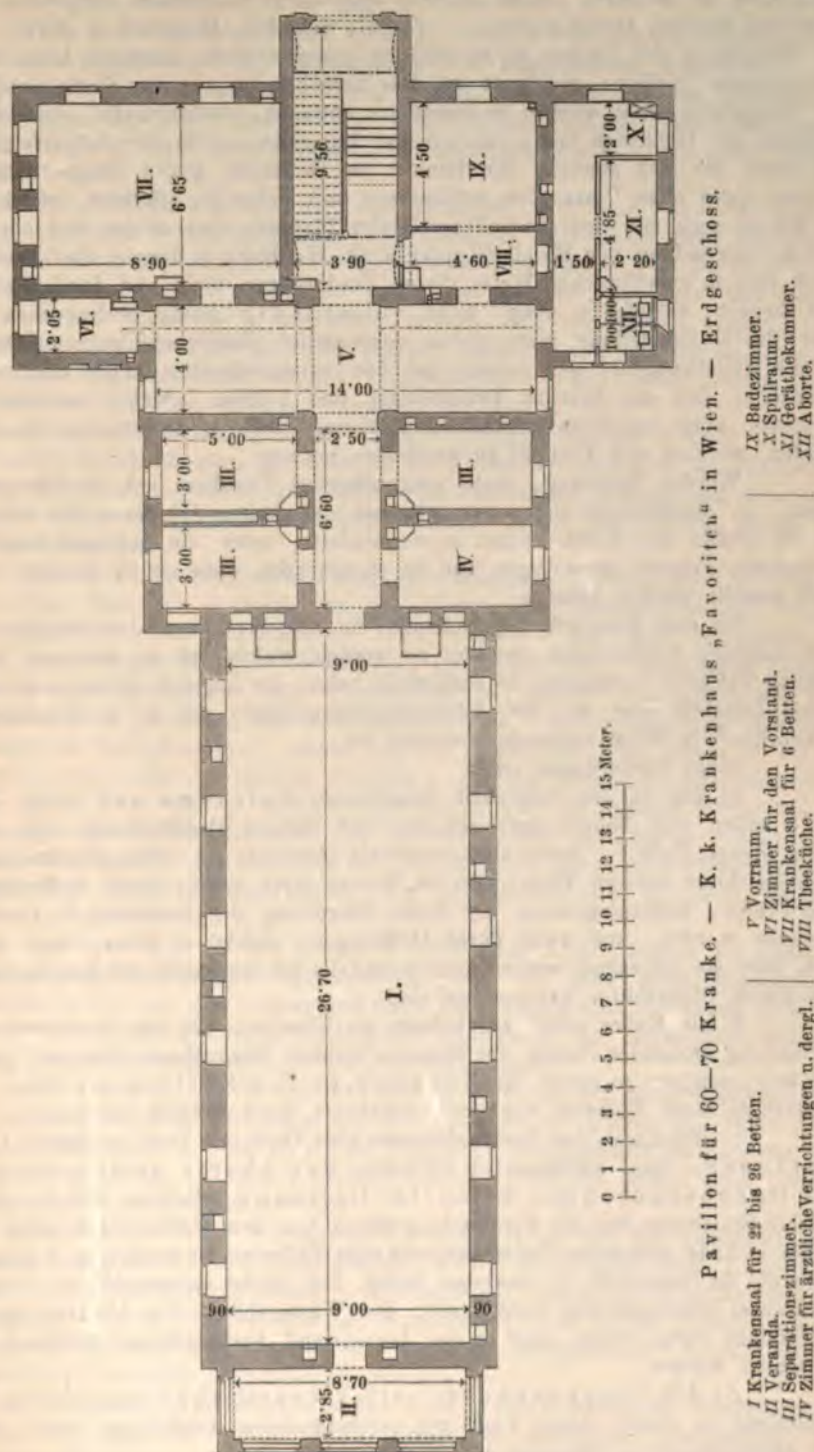 VII.
8·90
6·65
VI.
2·05
9·50
3·90
4·50
IX.
4·60
VIII.
4·00
V.
14·00
1·50
2·00
X.
4·85
XI.
2·20
XII.
1·00
1·00
5·00
3·00
III.
3·00
III.
2·50
6·60
III.
IV.
9·00
26·70
I.
90
9·00
90
8·70
2·85
II.
0 1 2 3 4 5 6 7 8 9 10 11 12 13 14 15 Meter.
Pavillon für 60—70 Kranke. — K. k. Krankenhaus „Favoriten“ in Wien. — Erdgeschoss.
I Krankensaal für 22 bis 26 Betten.
II Veranda.
III Separationszimmer.
IV Zimmer für ärztliche Verrichtungen u. dergl.
V Vorraum.
VI Zimmer für den Vorstand.
VII Krankensaal für 6 Betten.
VIII Theeküche.
IX Badezimmer.
X Spülraum.
XI Geräthekammer.
XII Aborte.